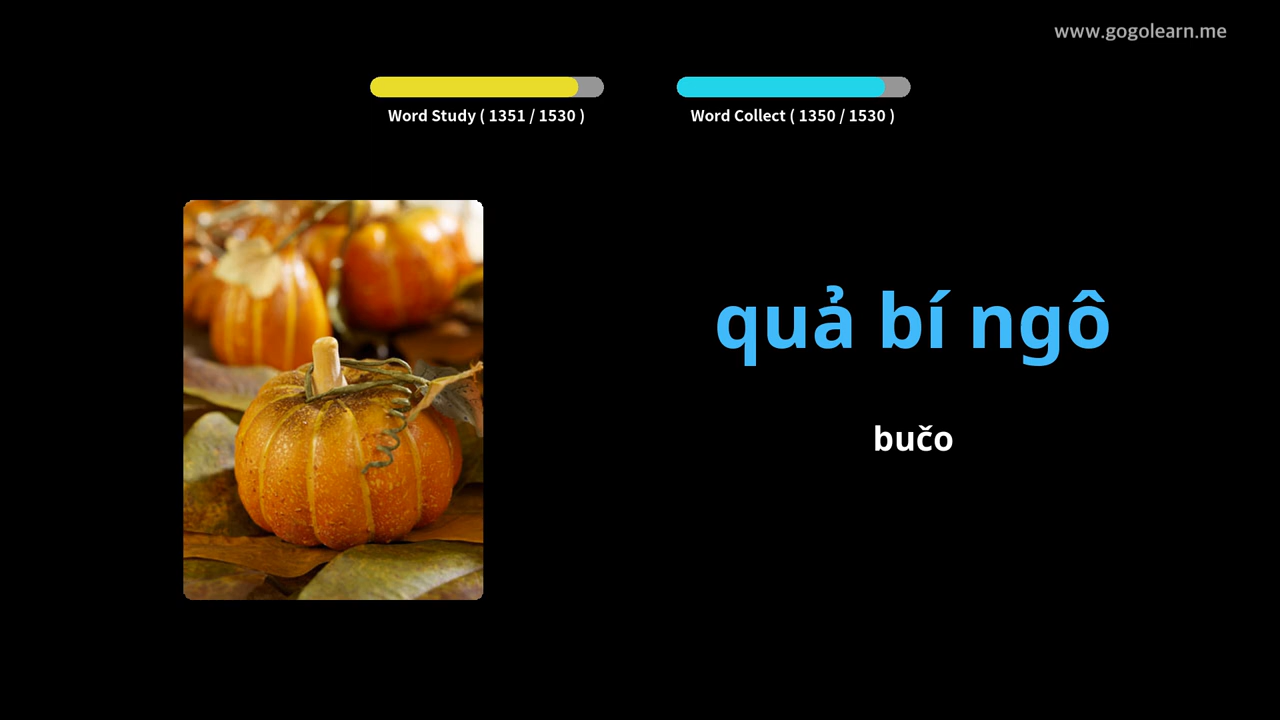 www.gogolearn.me
Word Study ( 1351 / 1530 )
Word Collect ( 1350 / 1530 )
quả bí ngô
bučo